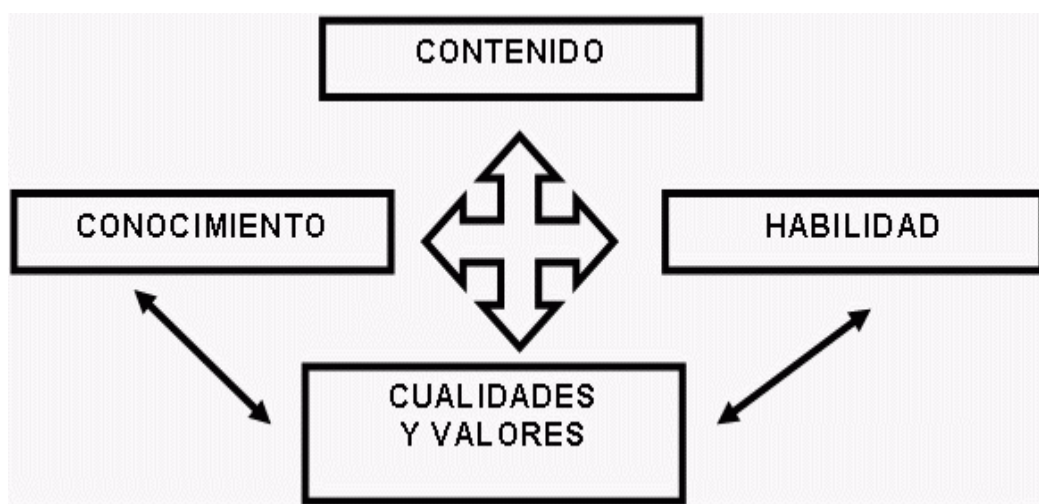 CONTENIDO
CONOCIMIENTO
HABILIDAD
CUALIDADES
Y VALORES